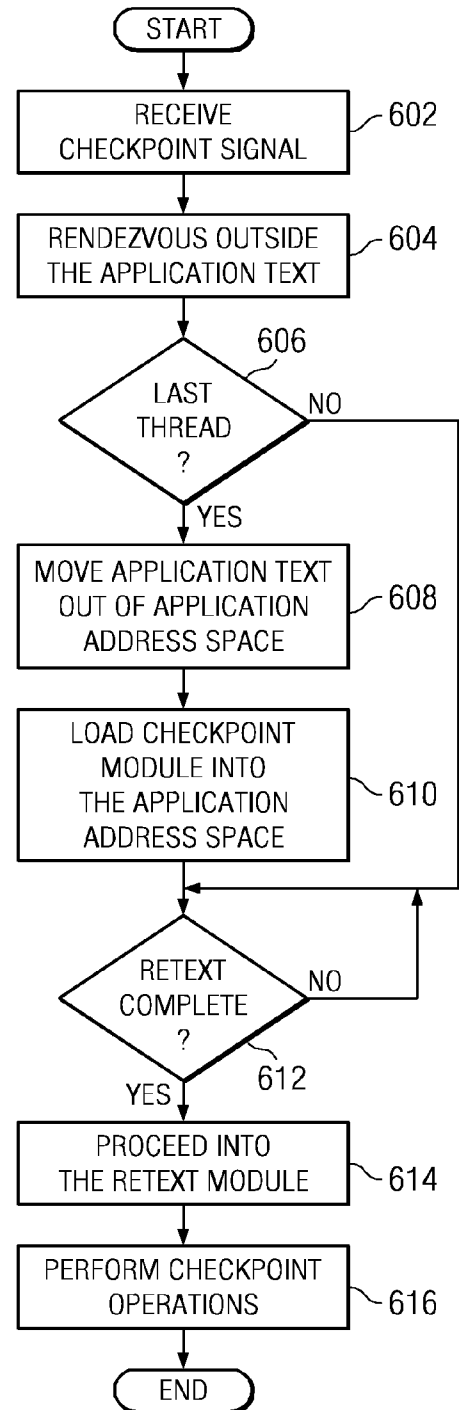 START
RECEIVE
CHECKPOINT SIGNAL
602
RENDEZVOUS OUTSIDE
THE APPLICATION TEXT
604
606
LAST
THREAD
?
NO
YES
MOVE APPLICATION TEXT
OUT OF APPLICATION
ADDRESS SPACE
608
LOAD CHECKPOINT
MODULE INTO
THE APPLICATION
ADDRESS SPACE
610
RETEXT
COMPLETE
?
NO
612
YES
PROCEED INTO
THE RETEXT MODULE
614
PERFORM CHECKPOINT
OPERATIONS
616
END